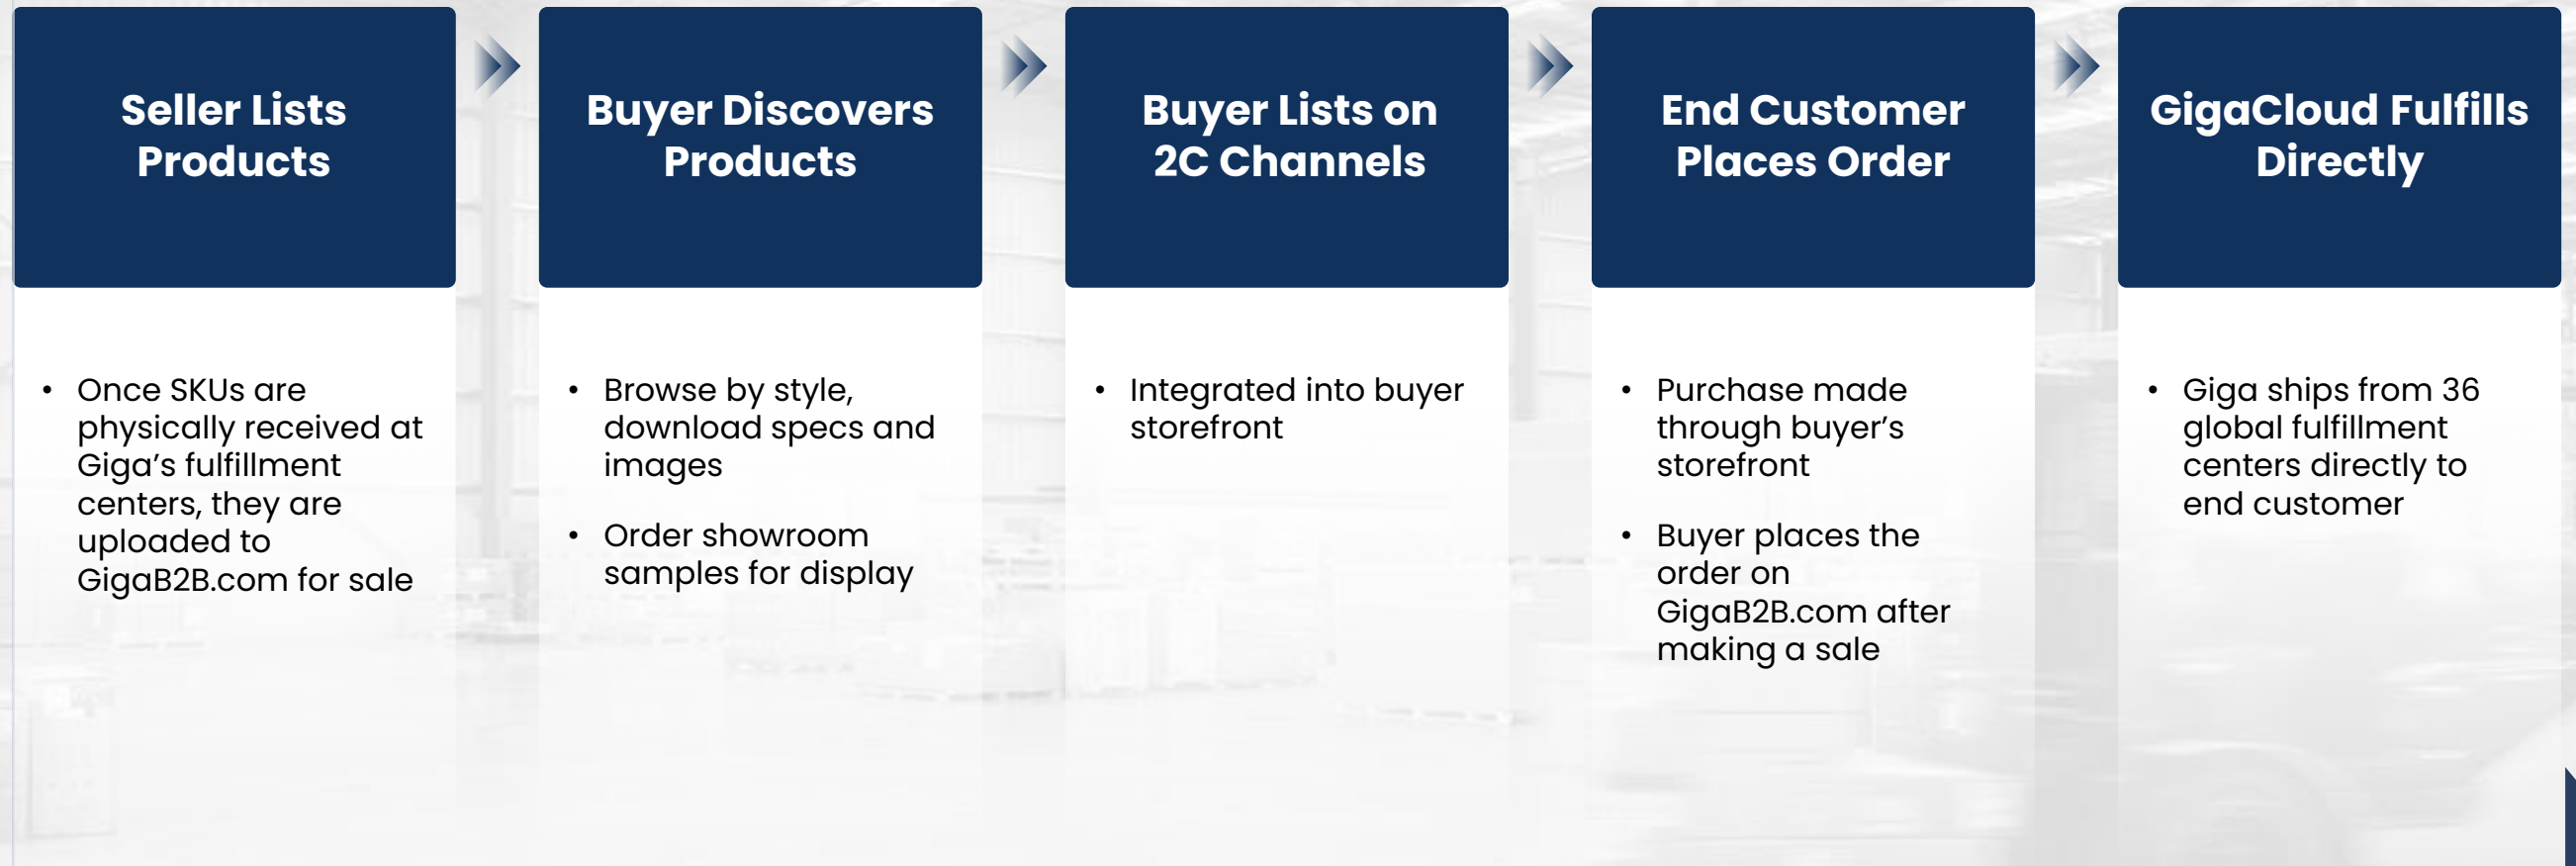 Seller Lists
Products
Buyer Discovers
Products
Buyer Lists on
2C Channels
End Customer
Places Order
GigaCloud Fulfills
Directly
• Once SKUs are
physically received at
Giga’s fulfillment
centers, they are
uploaded to
GigaB2B.com for sale
• Browse by style,
download specs and
images
• Order showroom
samples for display
• Integrated into buyer
storefront
• Purchase made
through buyer’s
storefront
• Buyer places the
order on
GigaB2B.com after
making a sale
• Giga ships from 36
global fulfillment
centers directly to
end customer